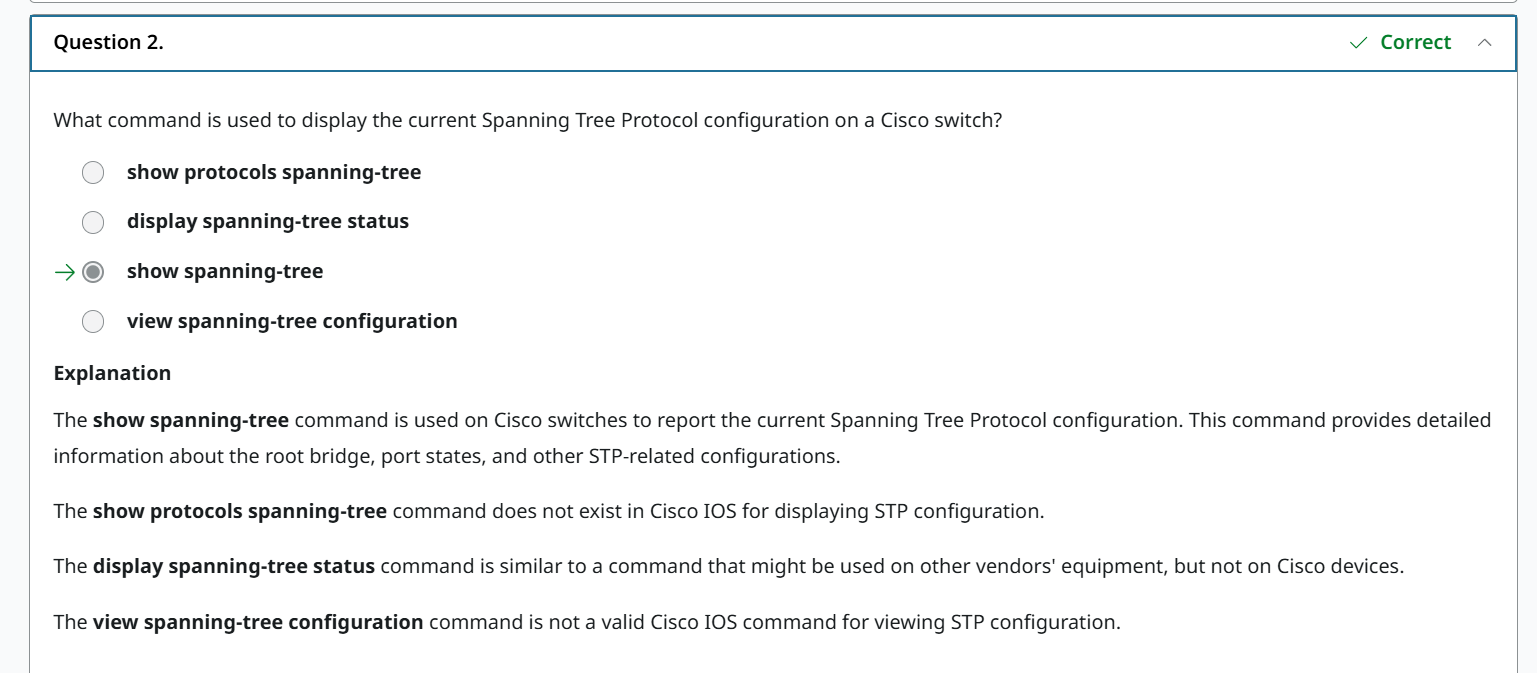 Question 2.
Correct
What command is used to display the current Spanning Tree Protocol configuration on a Cisco switch?
show protocols spanning-tree
display spanning-tree status
show spanning-tree
view spanning-tree configuration
Explanation
The show spanning-tree command is used on Cisco switches to report the current Spanning Tree Protocol configuration. This command provides detailed
information about the root bridge, port states, and other STP-related configurations.
The show protocols spanning-tree command does not exist in Cisco IOS for displaying STP configuration.
The display spanning-tree status command is similar to a command that might be used on other vendors' equipment, but not on Cisco devices.
The view spanning-tree configuration command is not a valid Cisco IOS command for viewing STP configuration.